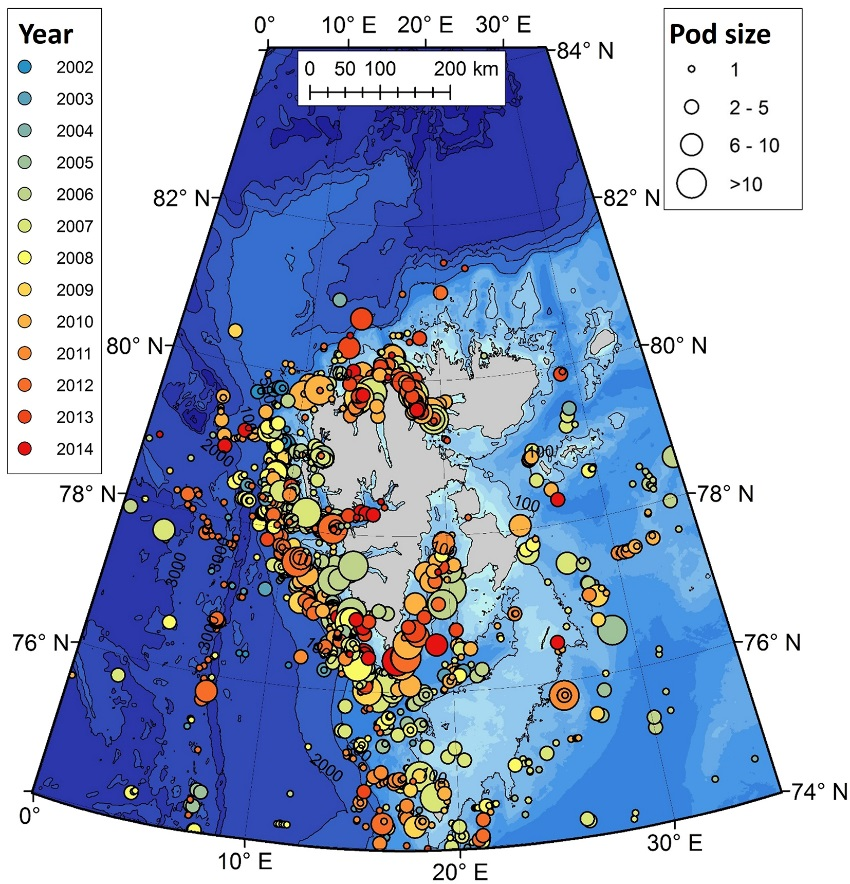 Year
2002
2003
2004
2005
2006
2007
2008
2009
2010
2011
2012
2013
2014
0° 10° E 20° E 30° E
0 50 100 200 km
Pod size
1
2 - 5
6 - 10
>10
84° N
82° N 82° N
80° N 80° N
100
2000
78° N 78° N
100
3000
76° N 76° N
2000
100
74° N
0°
10° E 20° E 30° E